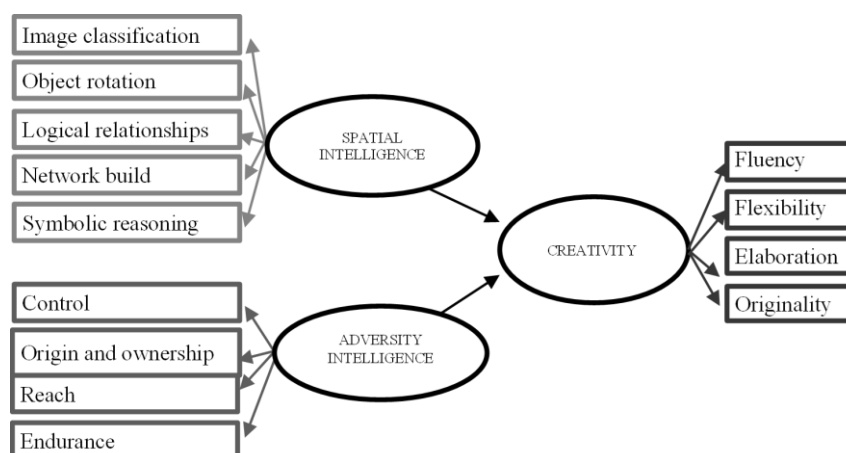 Image classification
Object rotation
Logical relationships
Network build
Symbolic reasoning
SPATIAL
INTELLIGENCE
Control
Origin and ownership
Reach
Endurance
ADVERSITY
INTELLIGENCE
CREATIVITY
Fluency
Flexibility
Elaboration
Originality